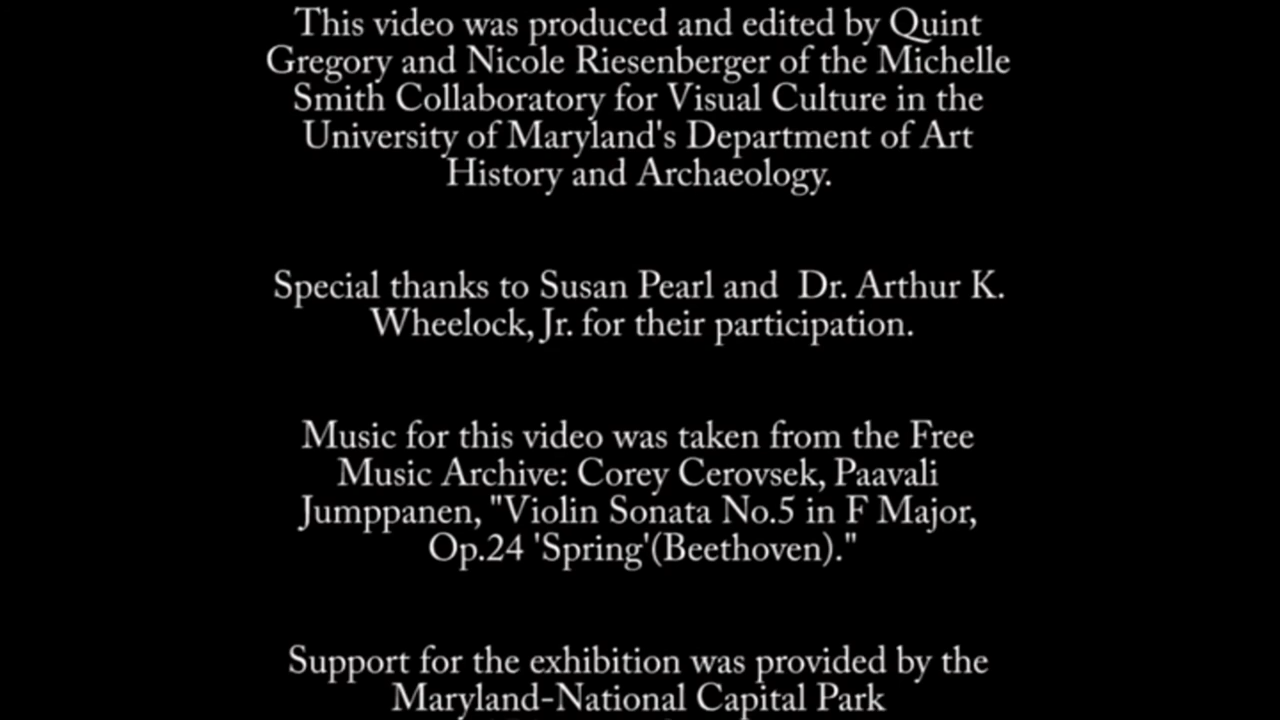 This video was produced and edited by Quint
Gregory and Nicole Riesenberger of the Michelle
Smith Collaboratory for Visual Culture in the
University of Maryland's Department of Art
History and Archaeology.
Special thanks to Susan Pearl and  Dr. Arthur K.
Wheelock, Jr. for their participation.
Music for this video was taken from the Free
Music Archive: Corey Cerovsek, Paavali
Jumppanen, "Violin Sonata No.5 in F Major,
Op.24 'Spring'(Beethoven)."
Support for the exhibition was provided by the
Maryland-National Capital Park